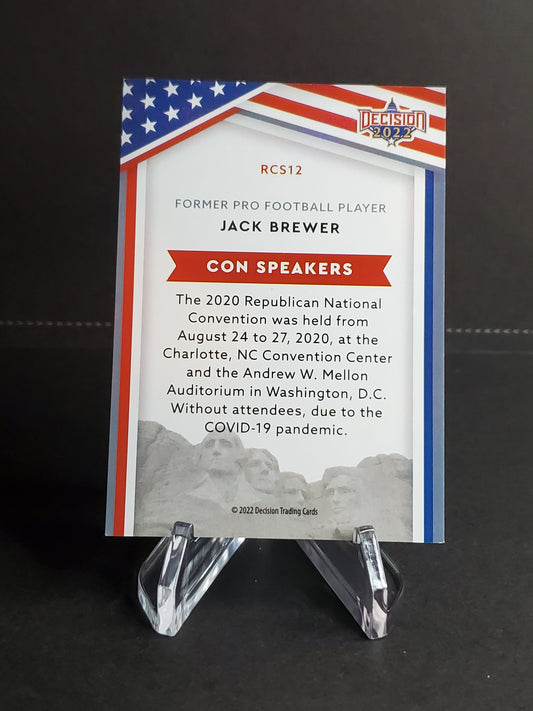 DECISION
2022
RCS12
FORMER PRO FOOTBALL PLAYER
JACK BREWER
CON SPEAKERS
The 2020 Republican National
Convention was held from
August 24 to 27, 2020, at the
Charlotte, NC Convention Center
and the Andrew W. Mellon
Auditorium in Washington, D.C.
Without attendees, due to the
COVID-19 pandemic.
© 2022 Decision Trading Cards